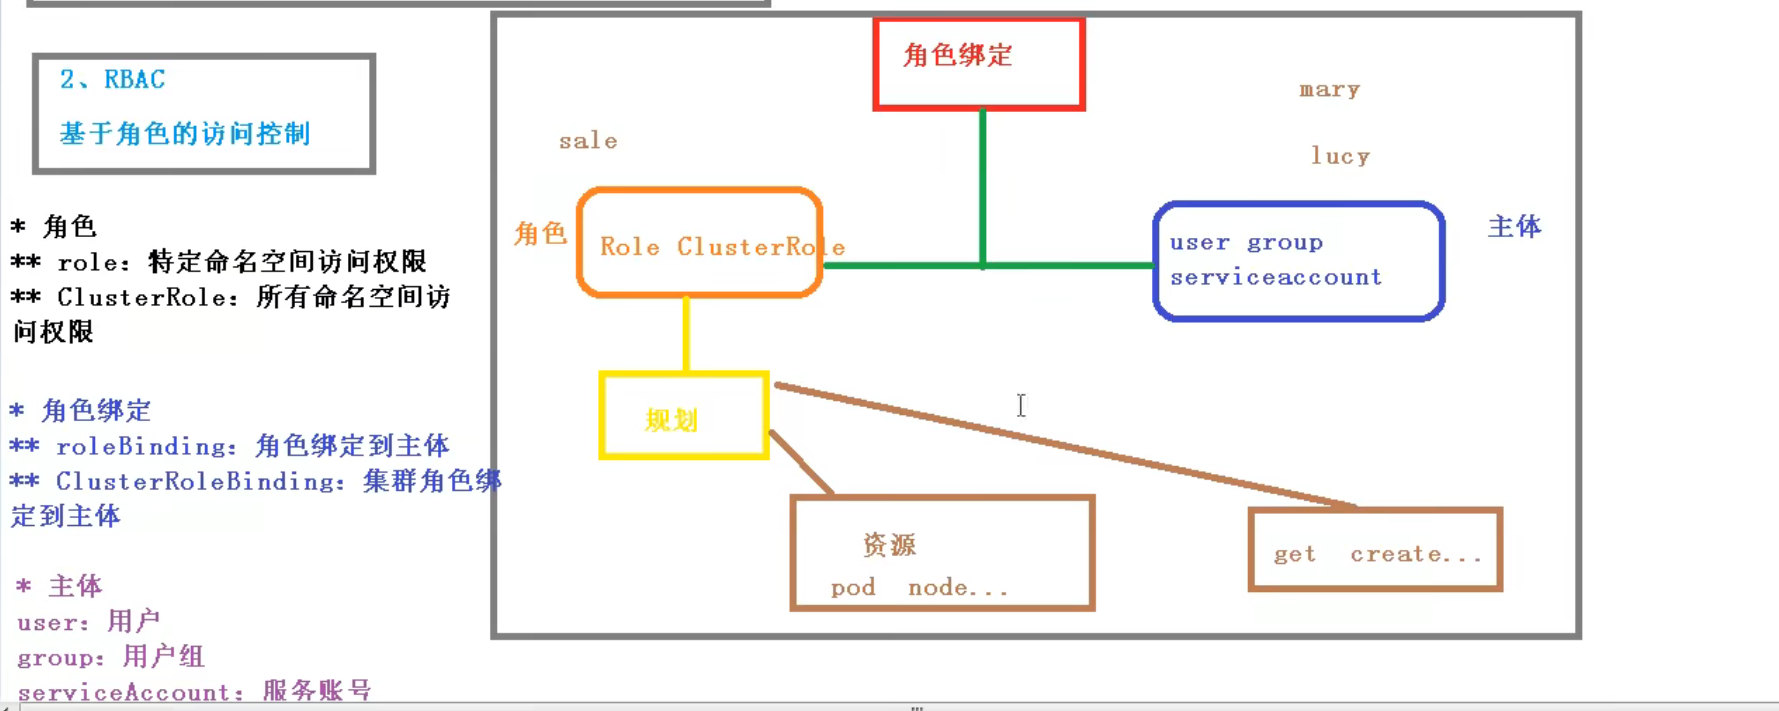 2、RBAC
基于角色的访问控制
* 角色
** role：特定命名空间访问权限
** ClusterRole：所有命名空间访
问权限
* 角色绑定
** roleBinding：角色绑定到主体
** ClusterRoleBinding：集群角色绑
定到主体
* 主体
user：用户
group：用户组
serviceAccount：服务账号
角色绑定
mary
sale
lucy
角色
Role ClusterRole
user group
serviceaccount
主体
规划
资源
pod node...
get create...